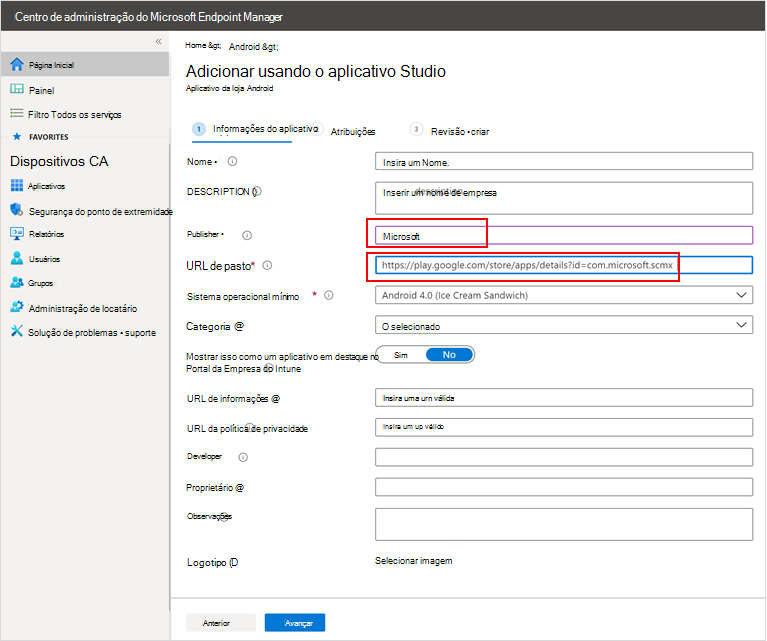 Centro de administração do Microsoft Endpoint Manager
«
Página Inicial
Painel
Filtro Todos os serviços
FAVORITES
Dispositivos CA
Aplicativos
Segurança do ponto de extremidade
Relatórios
Usuários
Grupos
Administração de locatário
Solução de problemas • suporte
Home &gt; Android &gt;
Adicionar usando o aplicativo Studio
Aplicativo da loja Android
1 Informações do aplicativo Atribuições 3 Revisão •criar
Nome • Insira um Nome.
DESCRIPTION () Inserir um nome de empresa
Publisher • Microsoft
URL de pasto* https://play.google.com/store/apps/details?id=com.microsoft.scmx
Sistema operacional mínimo * Android 4.0 (Ice Cream Sandwich)
Categoria @ O selecionado
Mostrar isso como um aplicativo em destaque no Sim No
Portal da Empresa do Intune
URL de informações @ Insira uma urn válida
URL da política de privacidade Insira um up válido
Developer
Proprietário @
Observações
Logotipo (D Selecionar imagem
Anterior Avançar